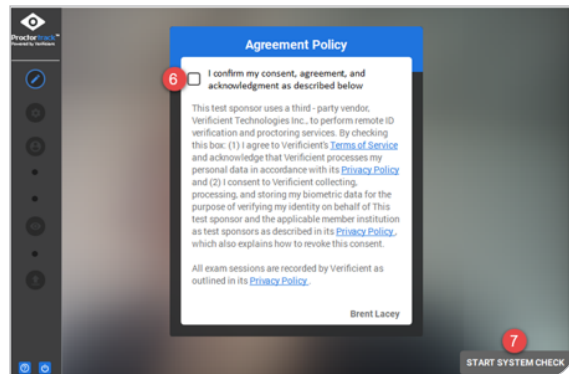 ProctorTrack™
Powered by Verificient
Agreement Policy
6
I confirm my consent, agreement, and
acknowledgment as described below
This test sponsor uses a third - party vendor,
Verificient Technologies Inc., to perform remote ID
verification and proctoring services. By checking
this box: (1) I agree to Verificient's Terms of Service
and acknowledge that Verificient processes my
personal data in accordance with its Privacy Policy
and (2) I consent to Verificient collecting,
processing, and storing my biometric data for the
purpose of verifying my identity on behalf of This
test sponsor and the applicable member institution
as test sponsors as described in its Privacy Policy,
which also explains how to revoke this consent.
All exam sessions are recorded by Verificient as
outlined in its Privacy Policy.
Brent Lacey
7
START SYSTEM CHECK